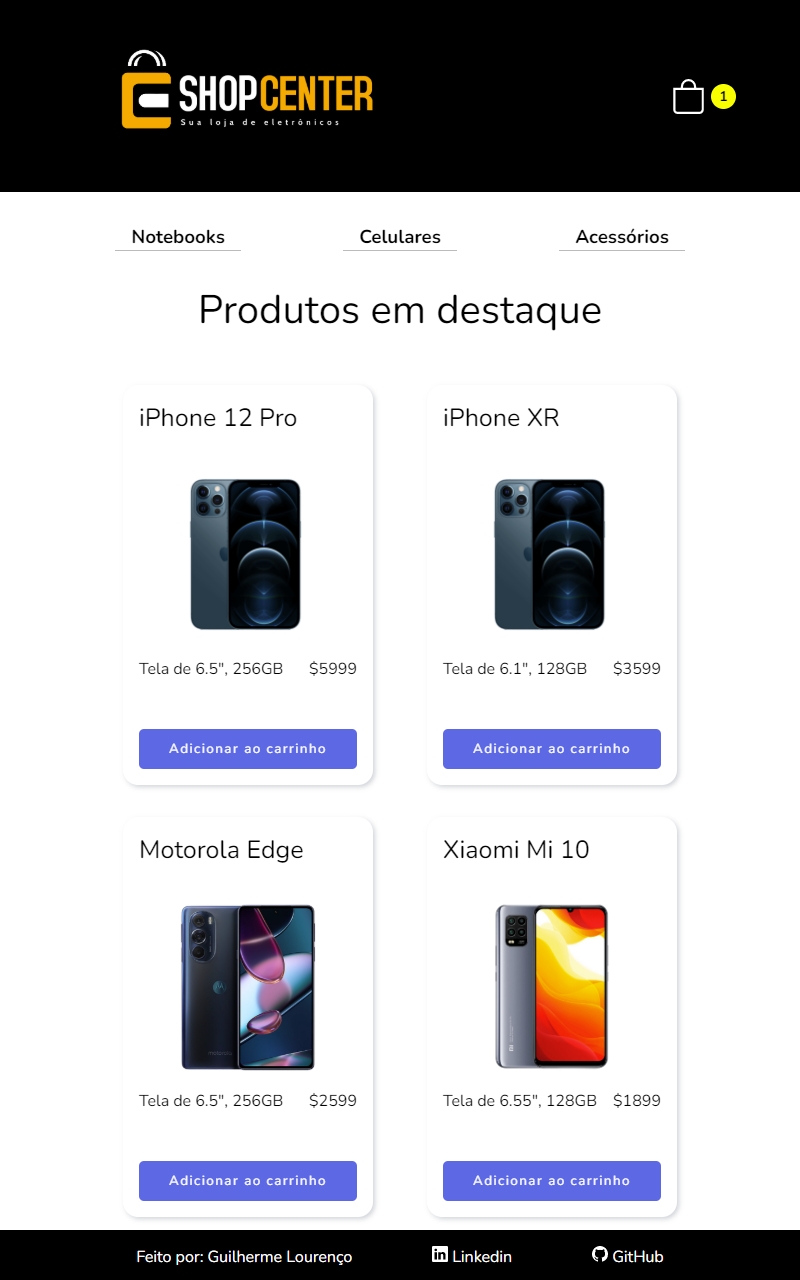 SHOPCENTER
Sua loja de eletrônicos
1
Notebooks
Celulares
Acessórios
Produtos em destaque
iPhone 12 Pro
Tela de 6.5", 256GB $5999
Adicionar ao carrinho
iPhone XR
Tela de 6.1", 128GB $3599
Adicionar ao carrinho
Motorola Edge
Tela de 6.5", 256GB $2599
Adicionar ao carrinho
Xiaomi Mi 10
Tela de 6.55", 128GB $1899
Adicionar ao carrinho
Feito por: Guilherme Lourenço
Linkedin
GitHub